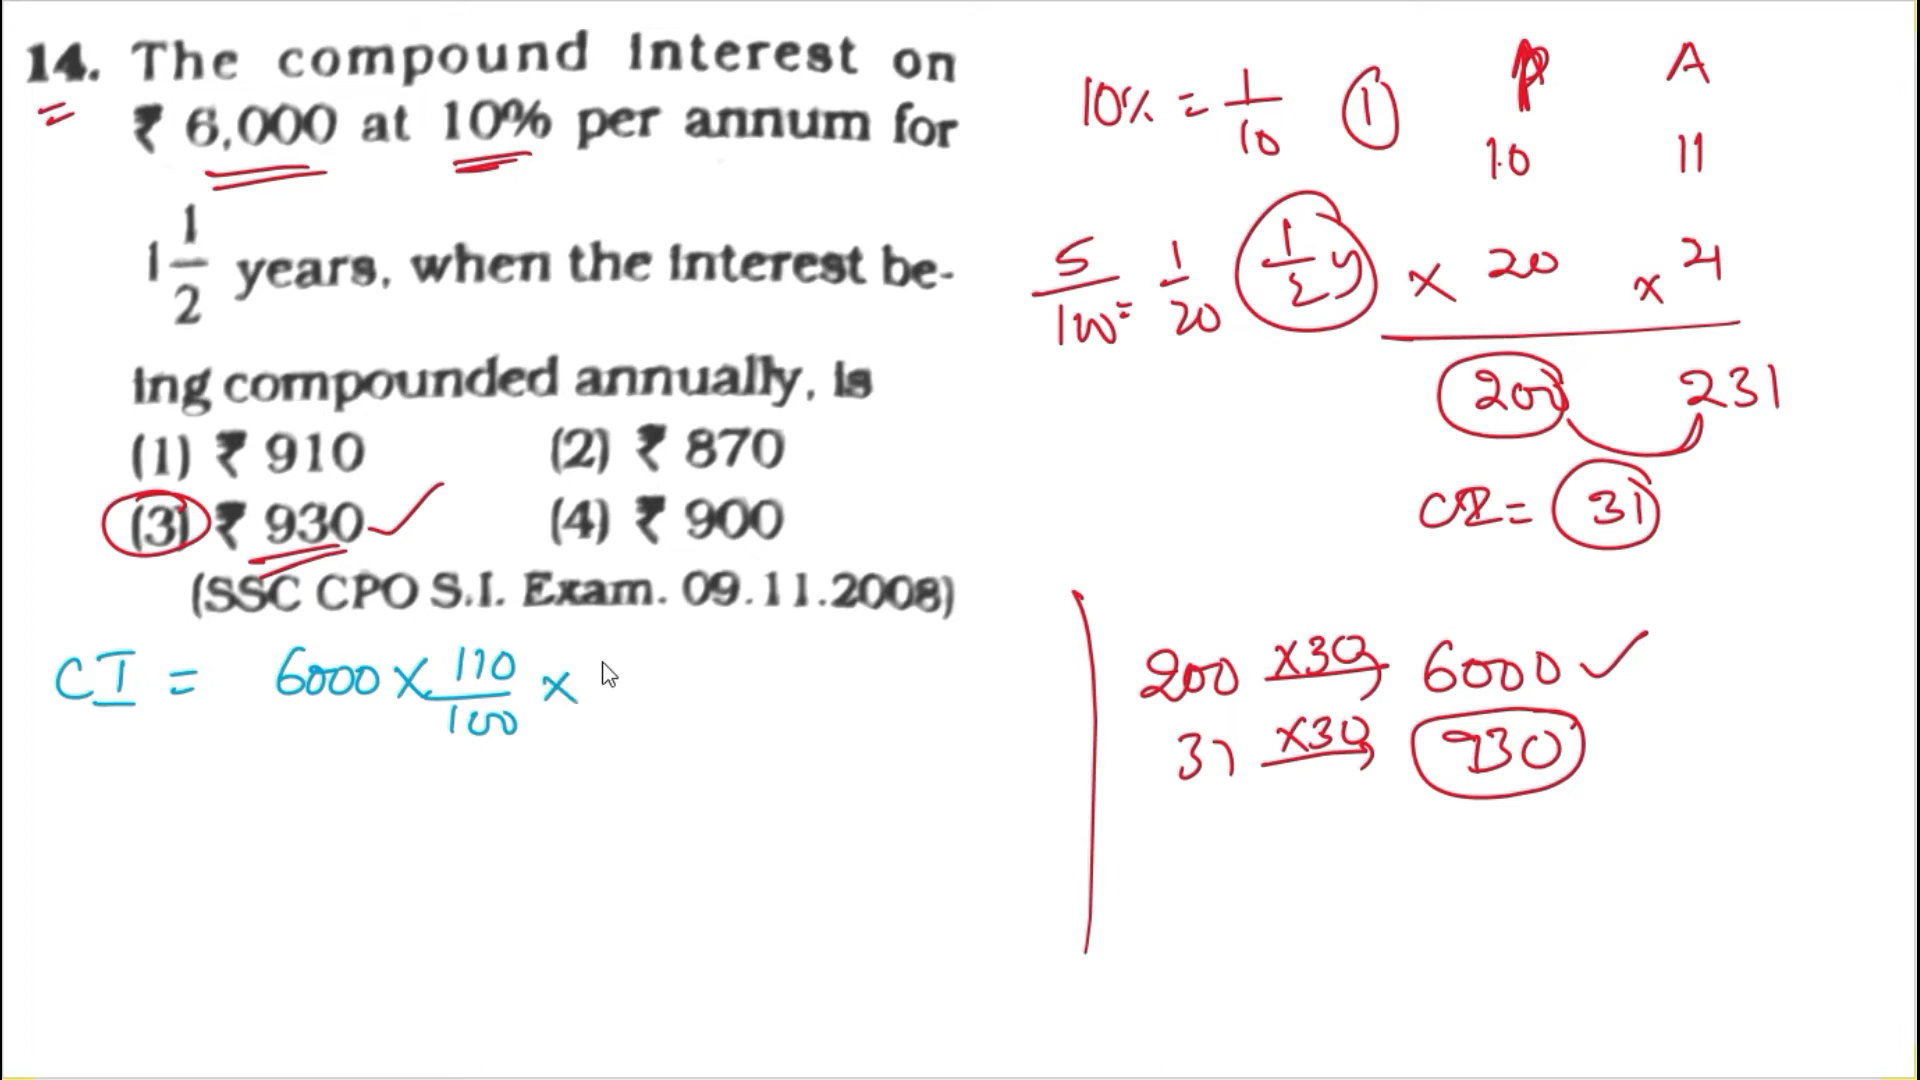 14. The compound interest on
₹ 6,000 at 10% per annum for
1 1/2 years, when the interest be-
ing compounded annually, is
(1) ₹ 910 (2) ₹ 870
(3) ₹ 930 (4) ₹ 900
(SSC CPO S.I. Exam. 09.11.2008)
CI = 6000 × 110/100 ×
10% = 1/10 1 P A
10 11
5/100 = 1/20 1/2 y × 20 × 21
200 231
CI = 31
200 ×30 6000
31 ×30 930